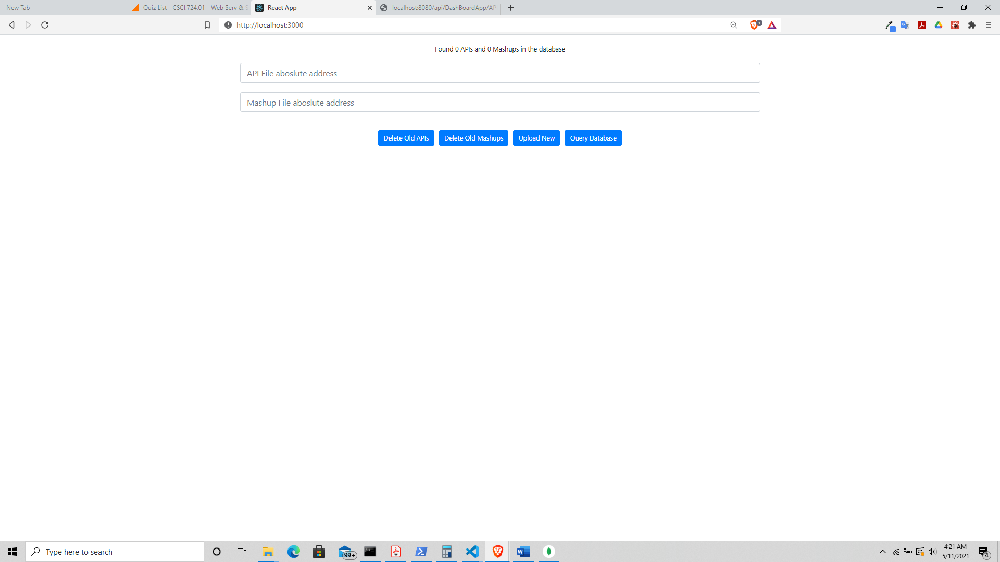 New Tab
Quiz List - CSCI.724.01 - Web Serv & S
React App
localhost:8080/api/DashBoardApp/API
http://localhost:3000
1
Found 0 APIs and 0 Mashups in the database
API File aboslute address
Mashup File aboslute address
Delete Old APIs
Delete Old Mashups
Upload New
Query Database
Type here to search
99+
4:21 AM
5/11/2021
4